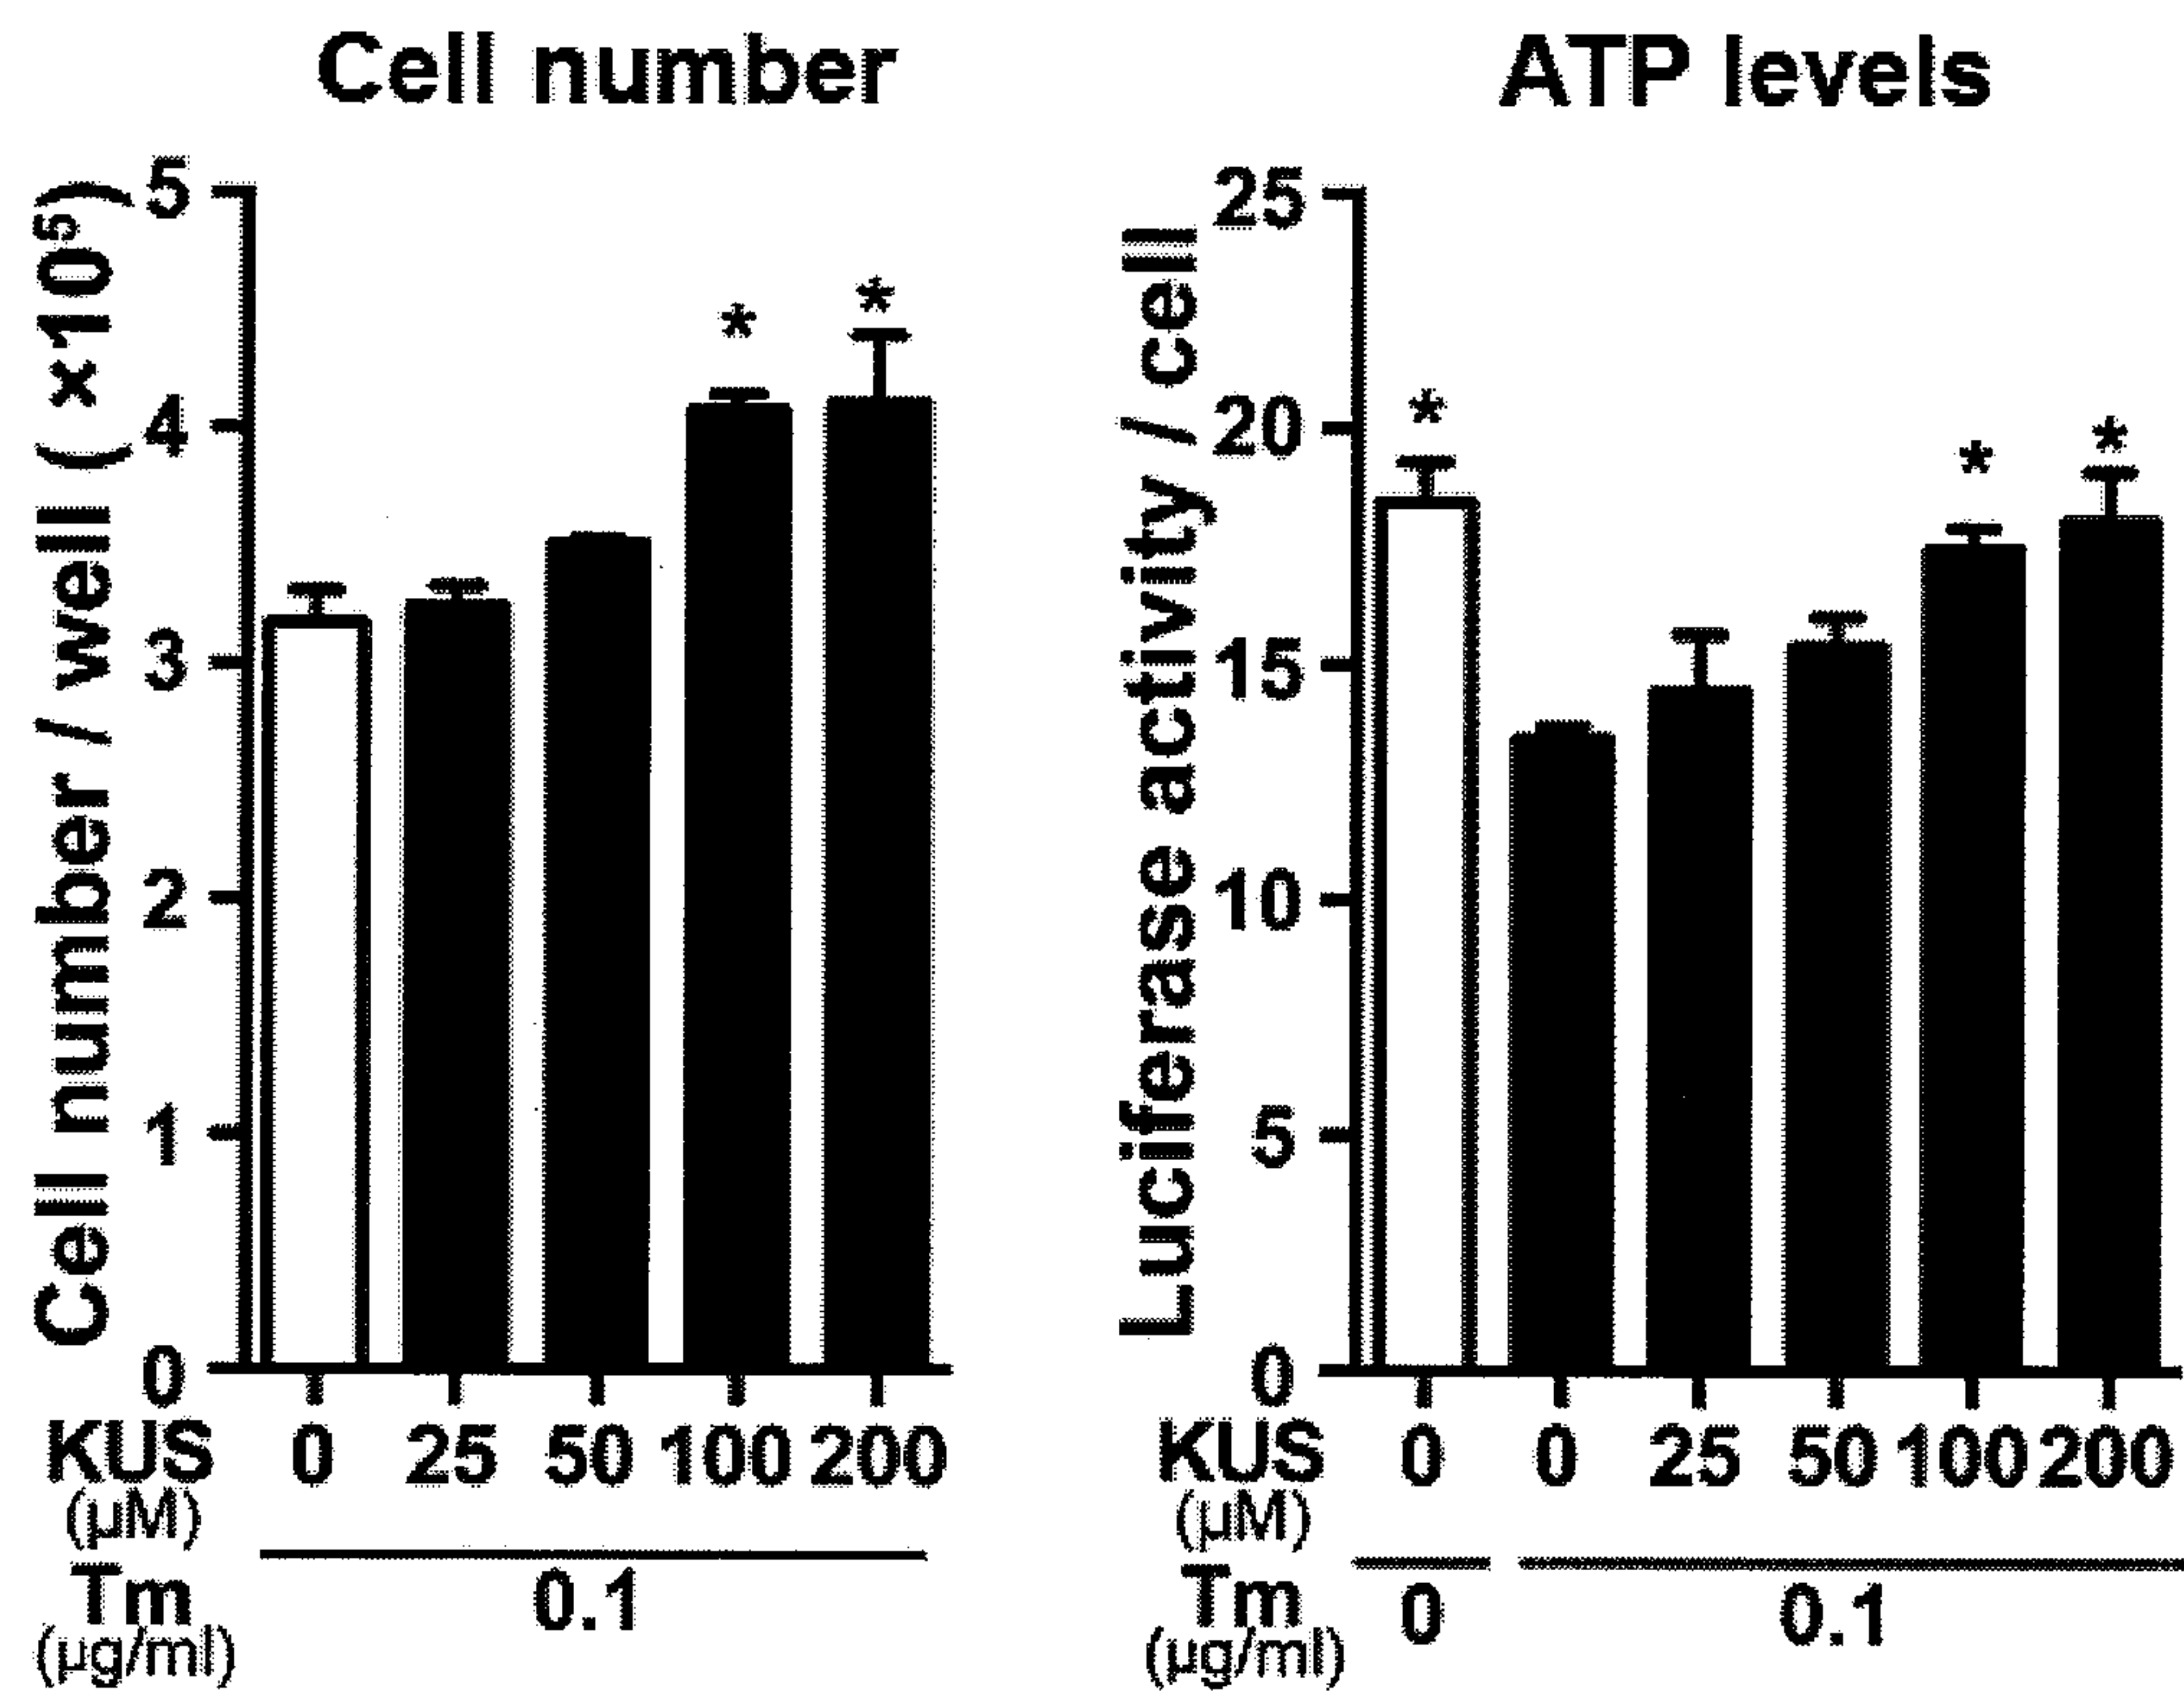 Cell number
Cell number / well ( ×10⁵)
5
4
3
2
1
0
*
*
KUS 0 25 50 100 200
(μM)
Tm 0.1
(μg/ml)
ATP levels
Luciferase activity / cell
25
20
15
10
5
0
*
*
*
KUS 0 0 25 50 100 200
(μM)
Tm 0 0.1
(μg/ml)